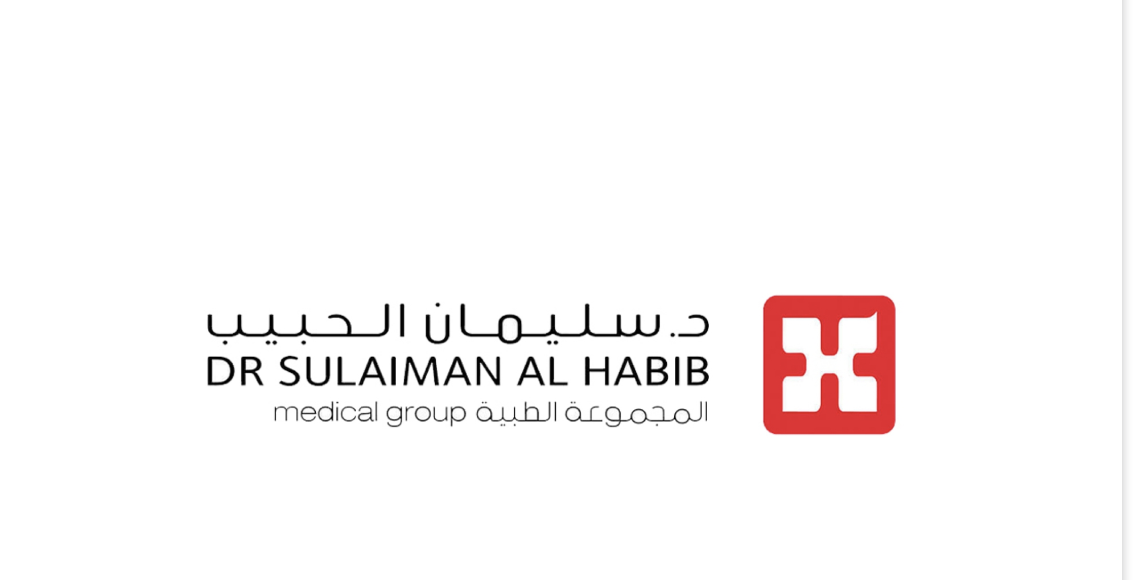 د.سليمان الحبيب
DR SULAIMAN AL HABIB
medical group المجموعة الطبية